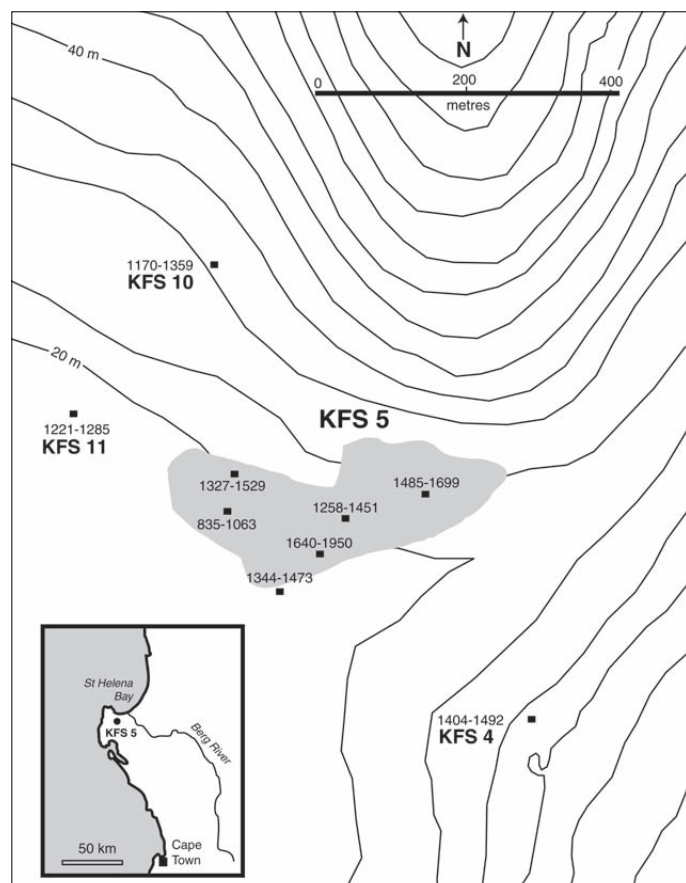 40 m
N
0 200 400
metres
1170-1359
KFS 10
20 m
KFS 5
1221-1285
KFS 11
1327-1529
1485-1699
835-1063
1258-1451
1640-1950
1344-1473
1404-1492
KFS 4
St Helena
Bay
KFS 5
Berg River
50 km
Cape
Town